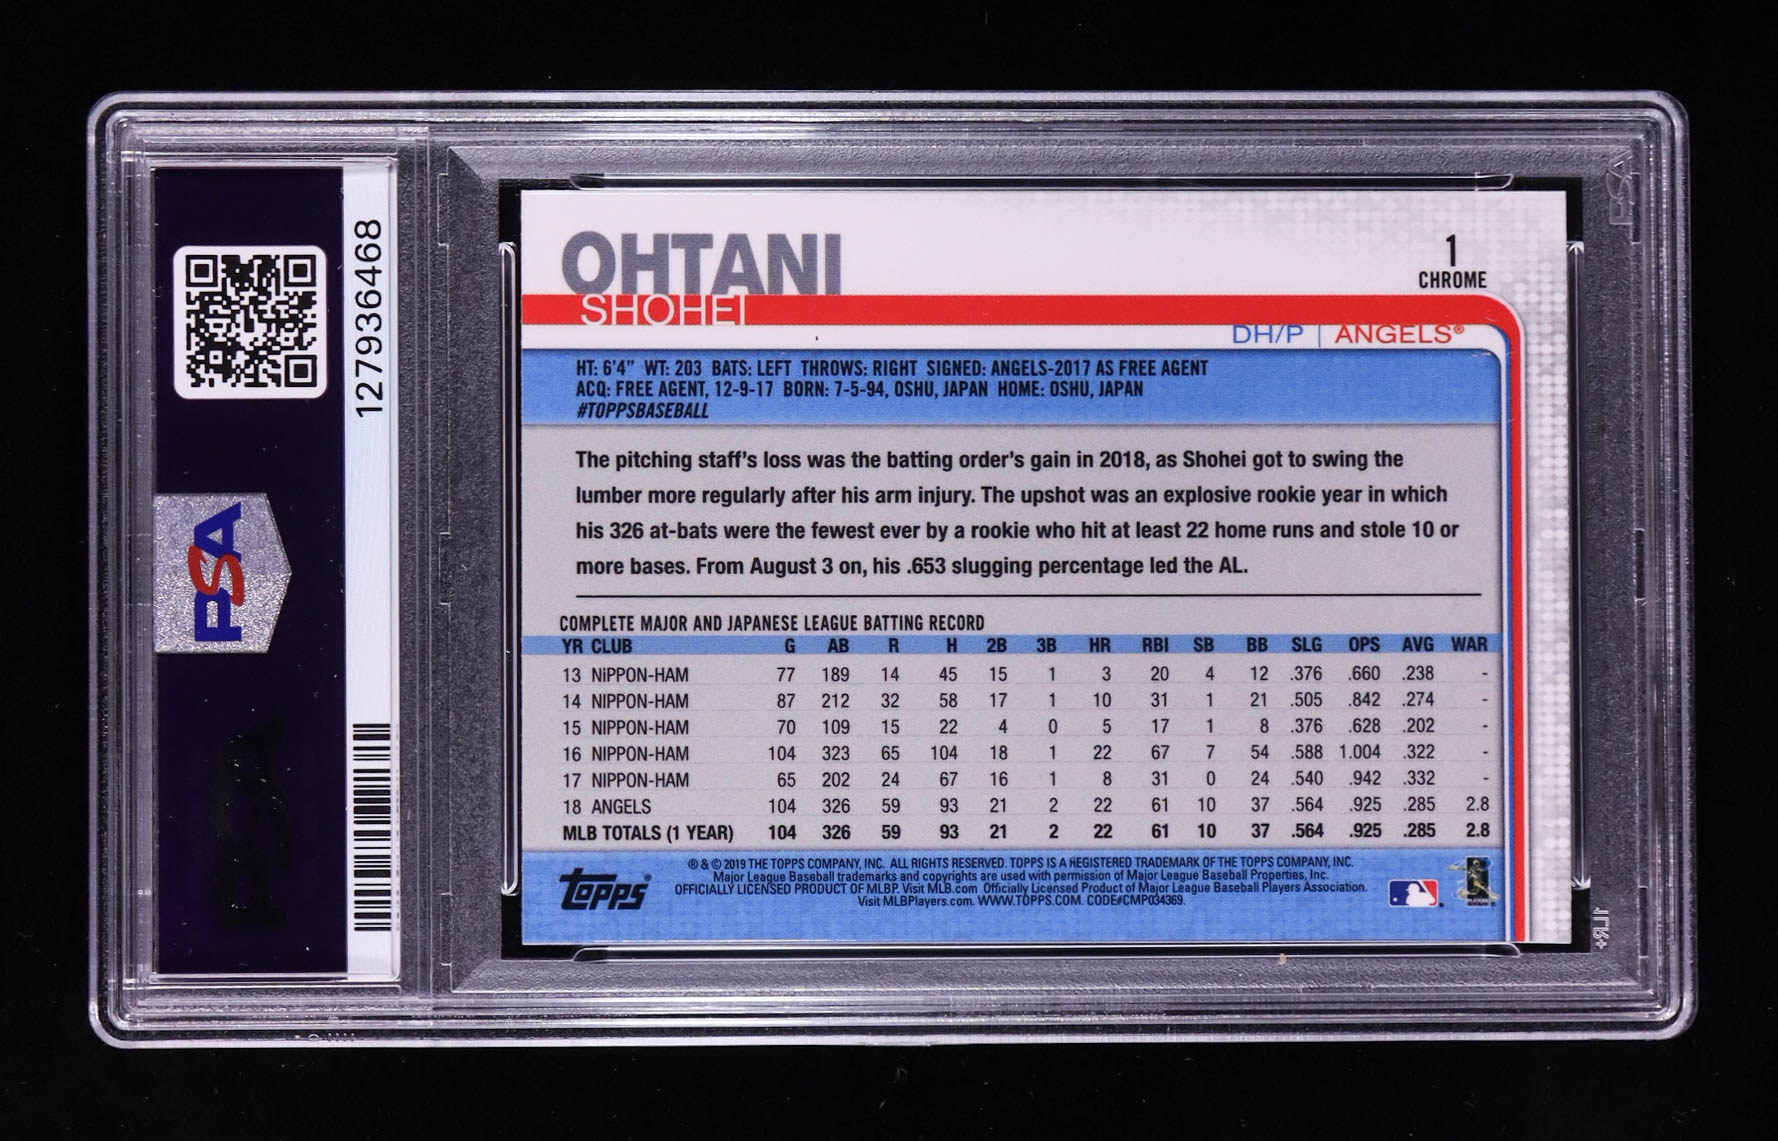 127936468
PSA
OHTANI
SHOHEI
1
CHROME
DH/P | ANGELS®
HT: 6'4" WT: 203 BATS: LEFT THROWS: RIGHT SIGNED: ANGELS-2017 AS FREE AGENT
ACQ: FREE AGENT, 12-9-17 BORN: 7-5-94, OSHU, JAPAN HOME: OSHU, JAPAN
#TOPPSBASEBALL
The pitching staff's loss was the batting order's gain in 2018, as Shohei got to swing the
lumber more regularly after his arm injury. The upshot was an explosive rookie year in which
his 326 at-bats were the fewest ever by a rookie who hit at least 22 home runs and stole 10 or
more bases. From August 3 on, his .653 slugging percentage led the AL.
COMPLETE MAJOR AND JAPANESE LEAGUE BATTING RECORD
YR CLUB G AB R H 2B 3B HR RBI SB BB SLG OPS AVG WAR
13 NIPPON-HAM 77 189 14 45 15 1 3 20 4 12 .376 .660 .238 -
14 NIPPON-HAM 87 212 32 58 17 1 10 31 1 21 .505 .842 .274 -
15 NIPPON-HAM 70 109 15 22 4 0 5 17 1 8 .376 .628 .202 -
16 NIPPON-HAM 104 323 65 104 18 1 22 67 7 54 .588 1.004 .322 -
17 NIPPON-HAM 65 202 24 67 16 1 8 31 0 24 .540 .942 .332 -
18 ANGELS 104 326 59 93 21 2 22 61 10 37 .564 .925 .285 2.8
MLB TOTALS (1 YEAR) 104 326 59 93 21 2 22 61 10 37 .564 .925 .285 2.8
Topps®
® & © 2019 THE TOPPS COMPANY, INC. ALL RIGHTS RESERVED. TOPPS IS A REGISTERED TRADEMARK OF THE TOPPS COMPANY, INC.
Major League Baseball trademarks and copyrights are used with permission of Major League Baseball Properties, Inc.
OFFICIALLY LICENSED PRODUCT OF MLBP. Visit MLB.com Officially Licensed Product of Major League Baseball Players Association.
Visit MLBPlayers.com. WWW.TOPPS.COM. CODE#CMP034369.
PSA
1LR+